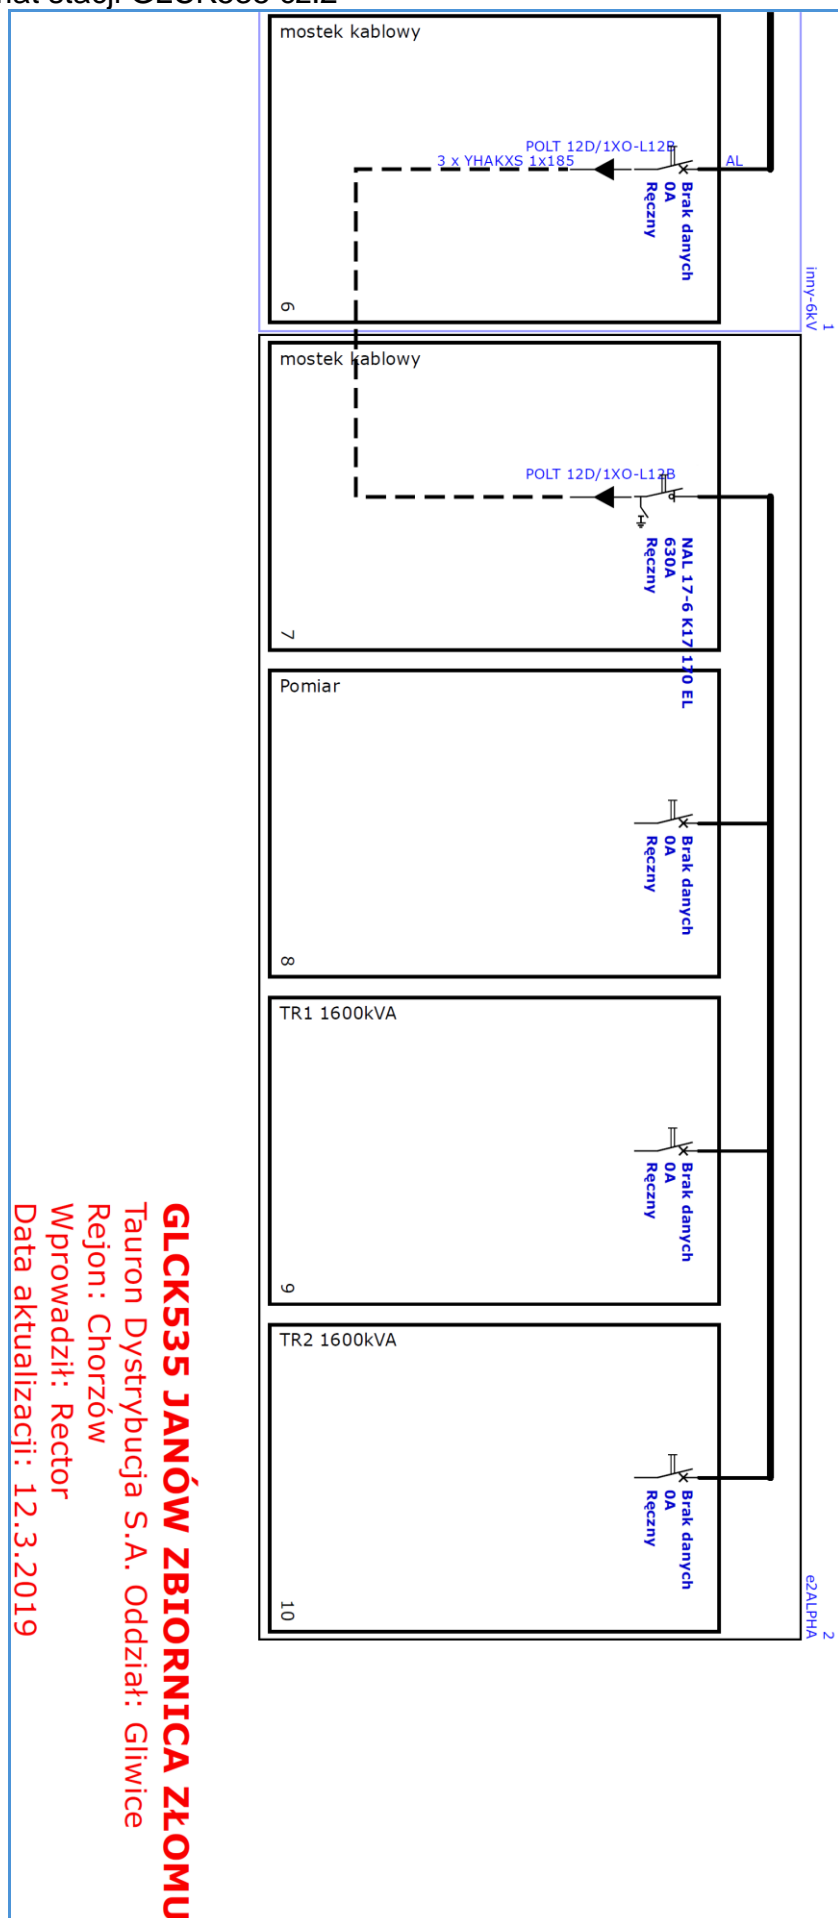 mostek kablowy
POLT 12D/1XO-L12B
3 x YHAKXS 1x185
AL
Brak danych
0A
Ręczny
6
inny-6kV
1
mostek kablowy
POLT 12D/1XO-L12B
NAL 17-6 K17 170 EL
630A
Ręczny
7
Pomiar
Brak danych
0A
Ręczny
8
TR1 1600kVA
Brak danych
0A
Ręczny
9
TR2 1600kVA
Brak danych
0A
Ręczny
10
e2ALPHA
2
GLCK535 JANÓW ZBIORNICA ZŁOMU
Tauron Dystrybucja S.A. Oddział: Gliwice
Rejon: Chorzów
Wprowadził: Rector
Data aktualizacji: 12.3.2019